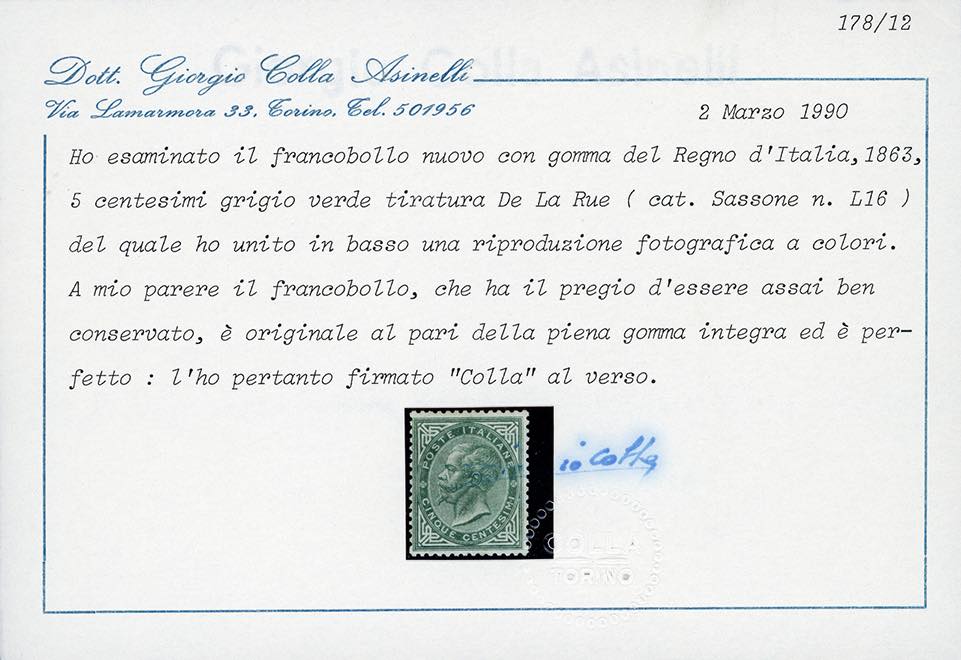 178/12
Dott. Giorgio Colla Asinelli
Via Lamarmora 33, Torino, Tel. 501956
2 Marzo 1990
Ho esaminato il francobollo nuovo con gomma del Regno d'Italia,1863,
5 centesimi grigio verde tiratura De La Rue ( cat. Sassone n. L16 )
del quale ho unito in basso una riproduzione fotografica a colori.
A mio parere il francobollo, che ha il pregio d'essere assai ben
conservato, è originale al pari della piena gomma integra ed è per-
fetto : l'ho pertanto firmato "Colla" al verso.
POSTE ITALIANE
CINQUE CENTESIMI
io Colla
COLLA
TORINO